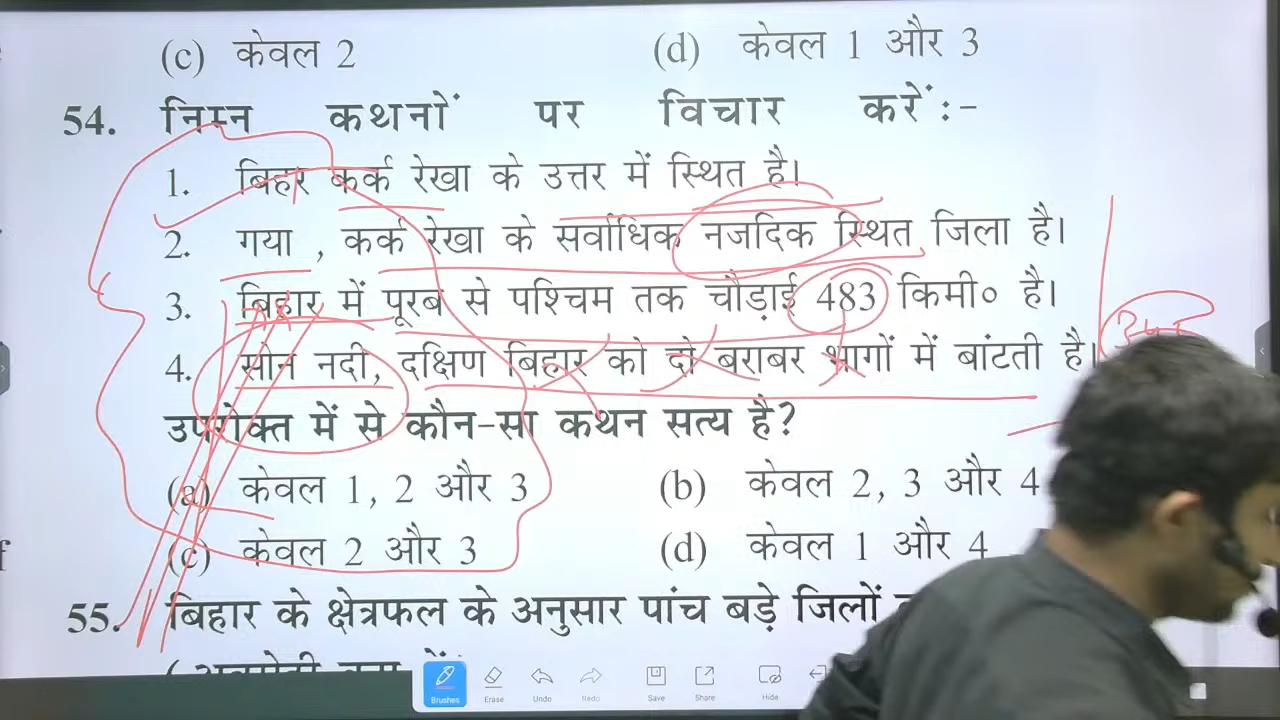 (c) केवल 2 (d) केवल 1 और 3
54. निम्न कथनों पर विचार करें :-
1. बिहार कर्क रेखा के उत्तर में स्थित है।
2. गया , कर्क रेखा के सर्वाधिक नजदिक स्थित जिला है।
3. बिहार में पूरब से पश्चिम तक चौड़ाई 483 किमी० है।
4. सोन नदी, दक्षिण बिहार को दो बराबर भागों में बांटती है।
उपरोक्त में से कौन-सा कथन सत्य है?
(a) केवल 1, 2 और 3 (b) केवल 2, 3 और 4
(c) केवल 2 और 3 (d) केवल 1 और 4
55. बिहार के क्षेत्रफल के अनुसार पांच बड़े जिलों
Brushes Erase Undo Redo Save Share Hide